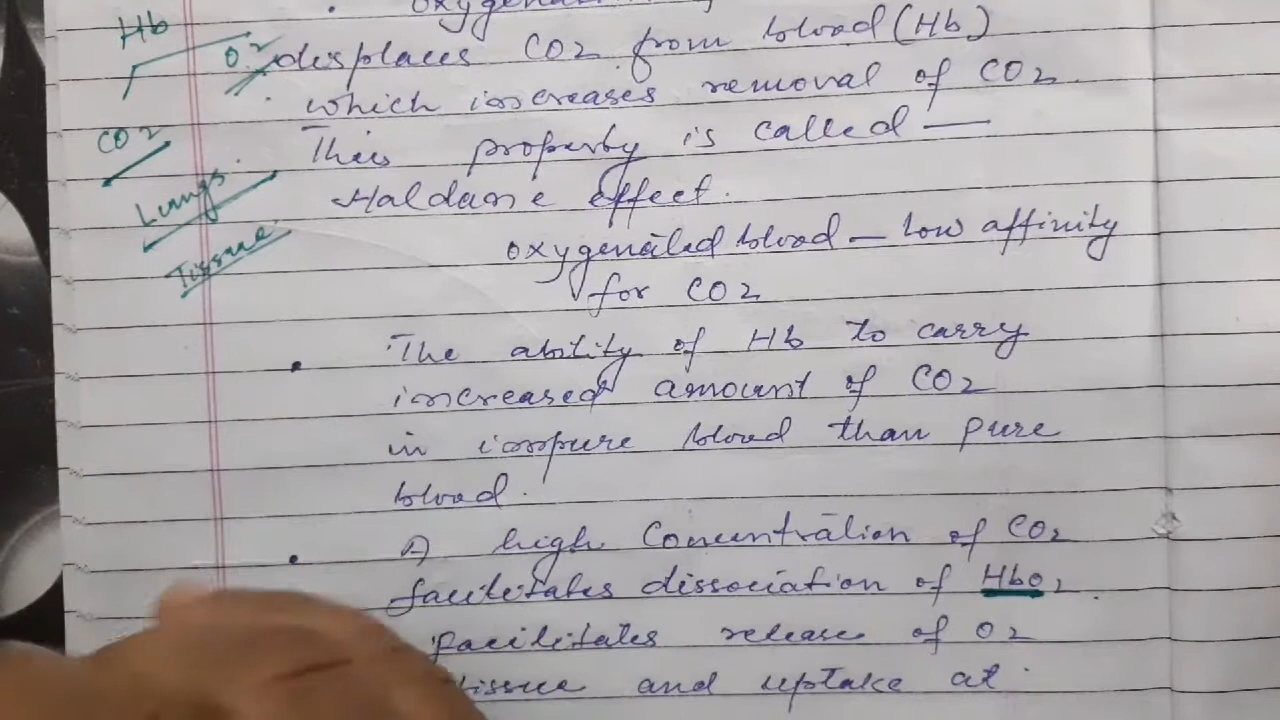 Hb
O2
displaces CO2 from blood (Hb)
which increases removal of CO2.
CO2
This property is called —
Haldane effect.
Lungs
Tissue
oxygenated blood — low affinity
for CO2
• The ability of Hb to carry
increased amount of CO2
in impure blood than pure
blood.
• A high Concentration of CO2
facilitates dissociation of HbO2.
facilitates release of O2
tissue and uptake at